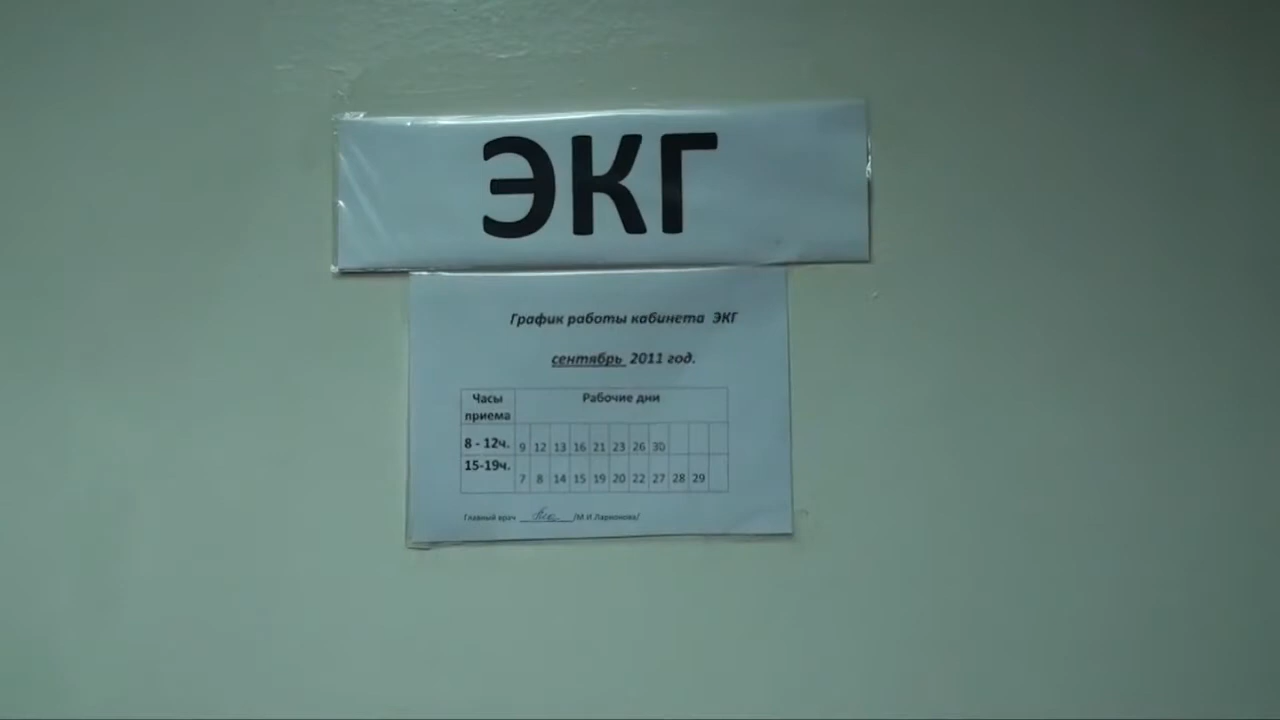 ЭКГ
График работы кабинета ЭКГ
сентябрь 2011 год.
Часы приема Рабочие дни
8 - 12ч. 9 12 13 16 21 23 26 30
15-19ч. 7 8 14 15 19 20 22 27 28 29
Главный врач /М.И.Ларионова/